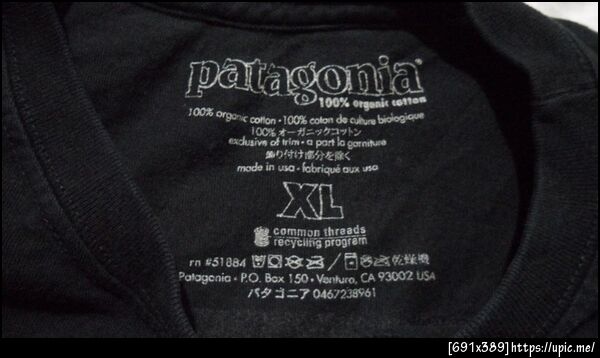 patagonia®
100% organic cotton
100% organic cotton • 100% coton de culture biologique
100% オーガニックコットン
exclusive of trim • a part la garniture
飾り付け部分を除く
made in usa • fabriqué aux usa
XL
common threads
recycling program
rn #51884 / 乾燥機
Patagonia • P.O. Box 150 • Ventura, CA 93002 USA
パタゴニア 0467238961
[691x389]https://upic.me/